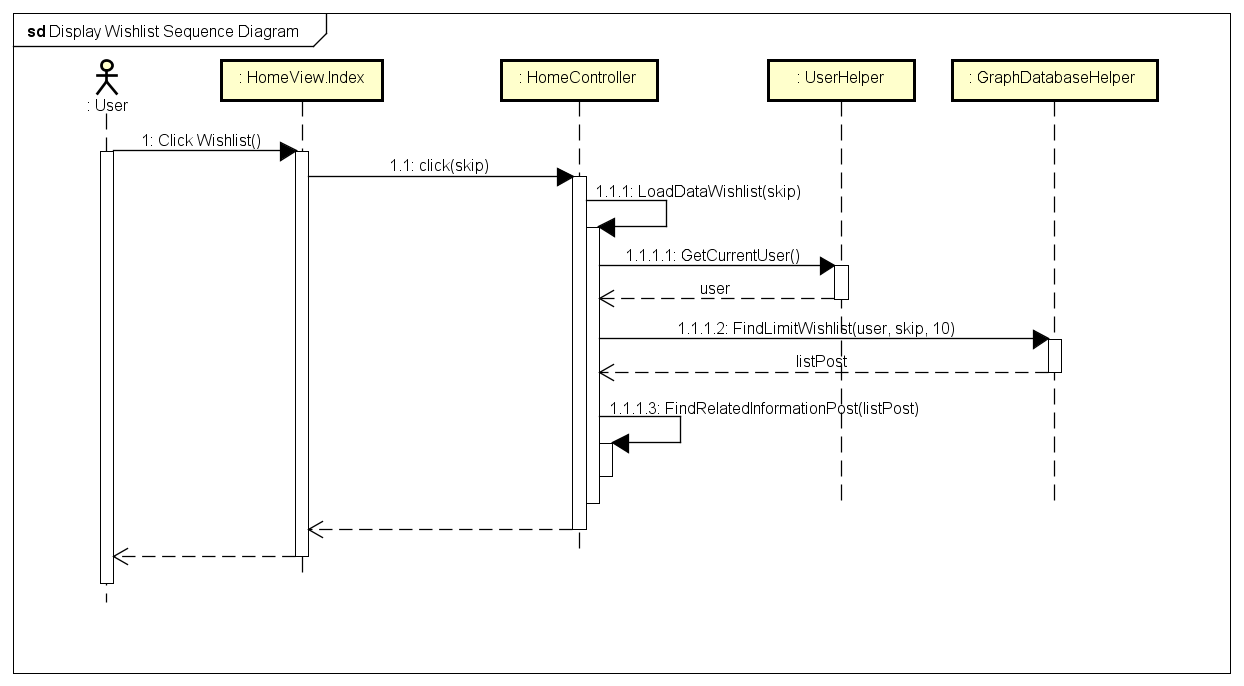 sd Display Wishlist Sequence Diagram
: User
: HomeView.Index
: HomeController
: UserHelper
: GraphDatabaseHelper
1: Click Wishlist()
1.1: click(skip)
1.1.1: LoadDataWishlist(skip)
1.1.1.1: GetCurrentUser()
user
1.1.1.2: FindLimitWishlist(user, skip, 10)
listPost
1.1.1.3: FindRelatedInformationPost(listPost)